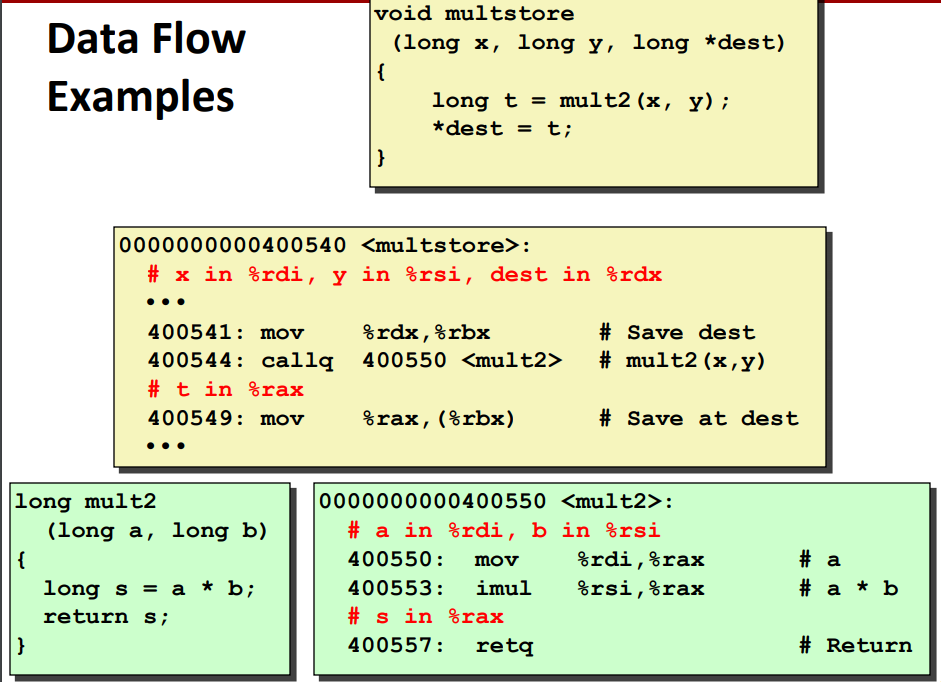 Data Flow
Examples
void multstore
(long x, long y, long *dest)
{
long t = mult2(x, y);
*dest = t;
}
0000000000400540 <multstore>:
# x in %rdi, y in %rsi, dest in %rdx
•••
400541: mov %rdx,%rbx # Save dest
400544: callq 400550 <mult2> # mult2(x,y)
# t in %rax
400549: mov %rax,(%rbx) # Save at dest
•••
long mult2
(long a, long b)
{
long s = a * b;
return s;
}
0000000000400550 <mult2>:
# a in %rdi, b in %rsi
400550: mov %rdi,%rax # a
400553: imul %rsi,%rax # a * b
# s in %rax
400557: retq # Return